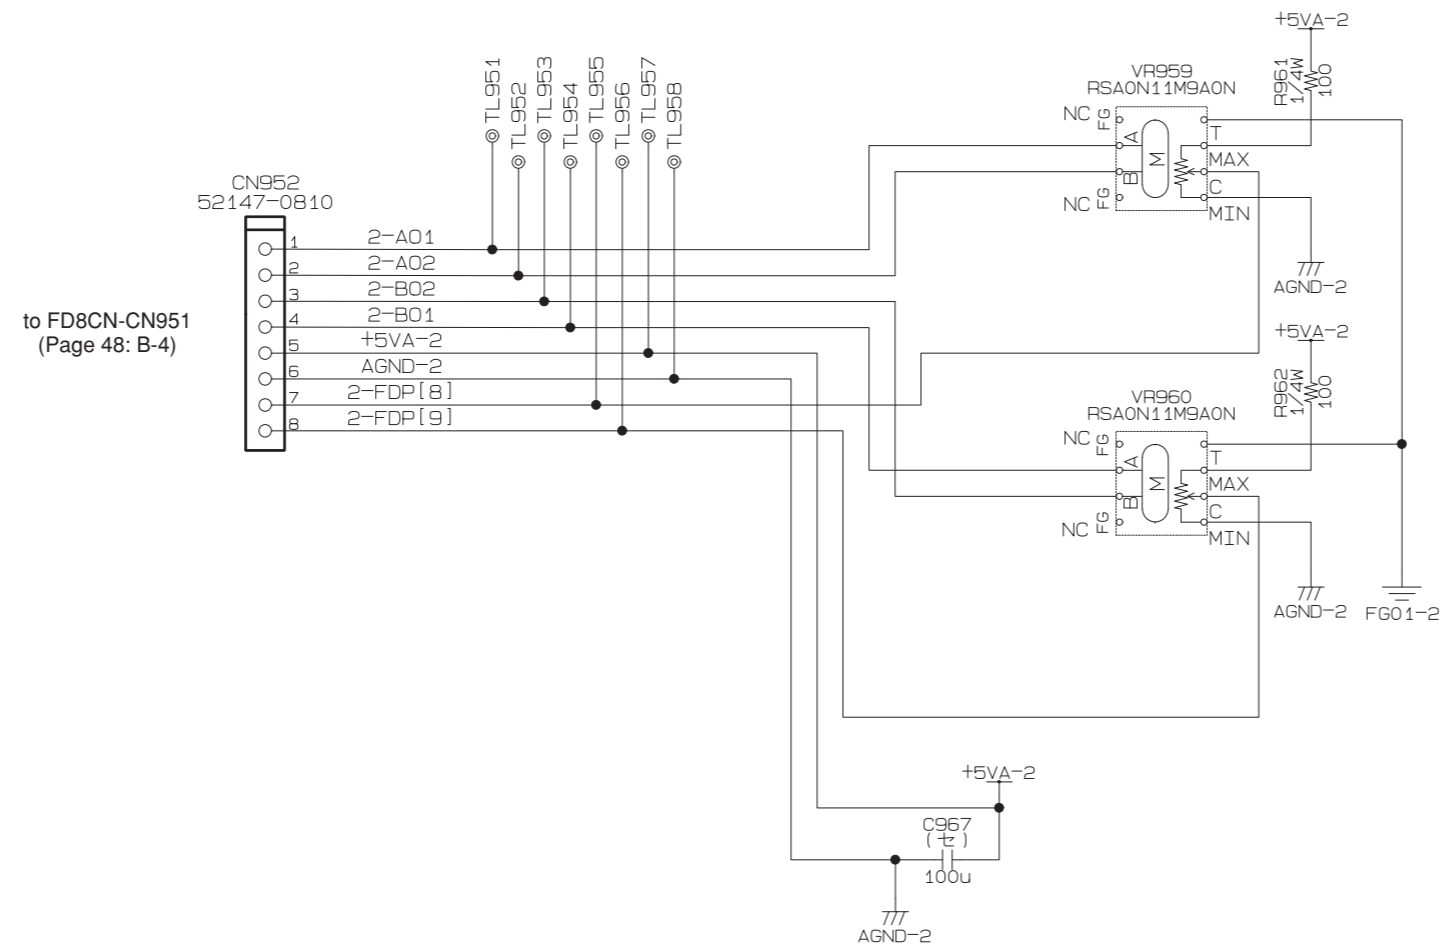 +5VA-2
R961
1/4W
100
VR959
RSA0N11M9A0N
TL951
TL952
TL953
TL954
TL955
TL956
TL957
TL958
NC
FG
A
B
M
T
MAX
C
MIN
NC
FG
AGND-2
CN952
52147-0810
1
2-A01
2
2-A02
3
2-B02
4
2-B01
5
+5VA-2
6
AGND-2
7
2-FDP[8]
8
2-FDP[9]
to FD8CN-CN951
(Page 48: B-4)
+5VA-2
R962
1/4W
100
VR960
RSA0N11M9A0N
NC
FG
A
B
M
T
MAX
C
MIN
NC
FG
AGND-2
FG01-2
+5VA-2
C967
(セ)
100u
AGND-2